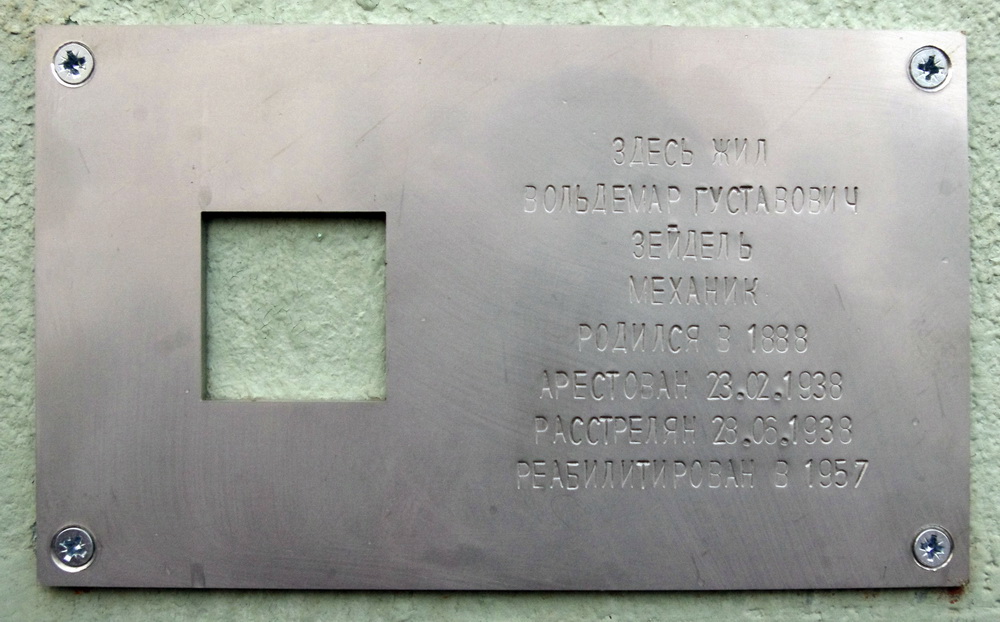 ЗДЕСЬ ЖИЛ
ВОЛЬДЕМАР ГУСТАВОВИЧ
ЗЕЙДЕЛЬ
МЕХАНИК
РОДИЛСЯ В 1888
АРЕСТОВАН 23.02.1938
РАССТРЕЛЯН 28.06.1938
РЕАБИЛИТИРОВАН В 1957